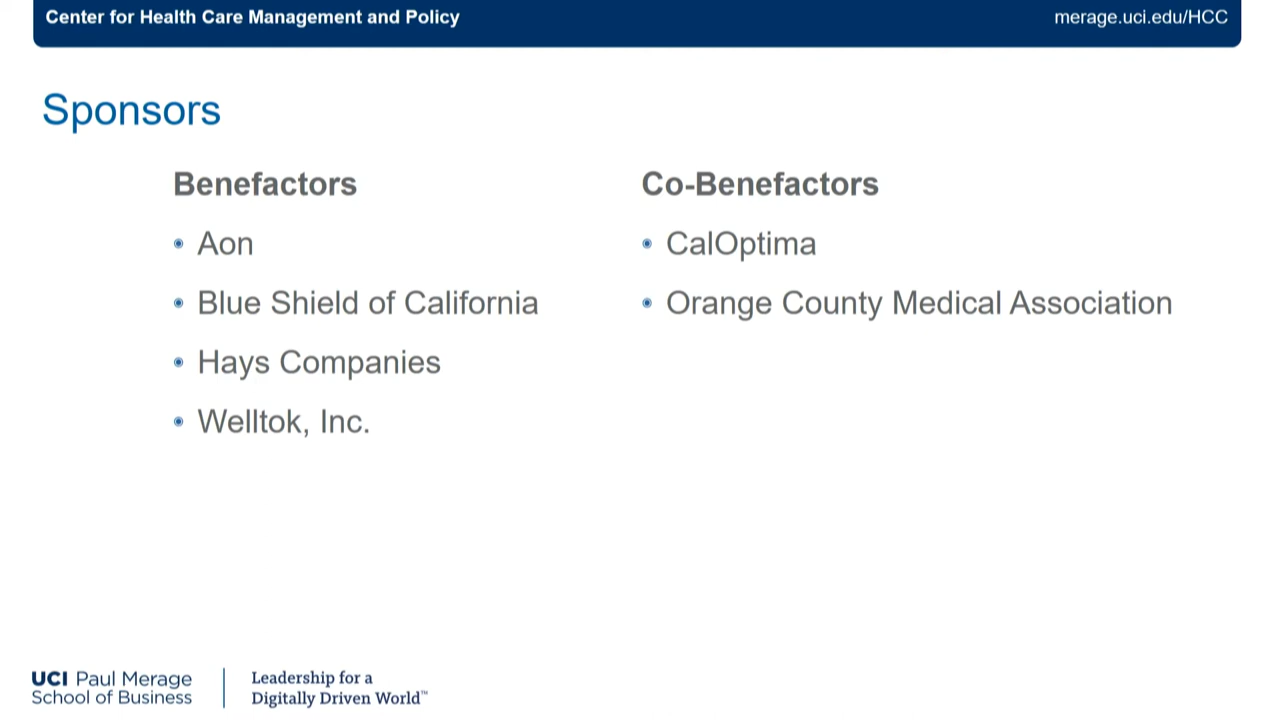 Center for Health Care Management and Policy
merage.uci.edu/HCC
Sponsors
Benefactors
• Aon
• Blue Shield of California
• Hays Companies
• Welltok, Inc.
Co-Benefactors
• CalOptima
• Orange County Medical Association
UCI Paul Merage
School of Business
Leadership for a
Digitally Driven World™